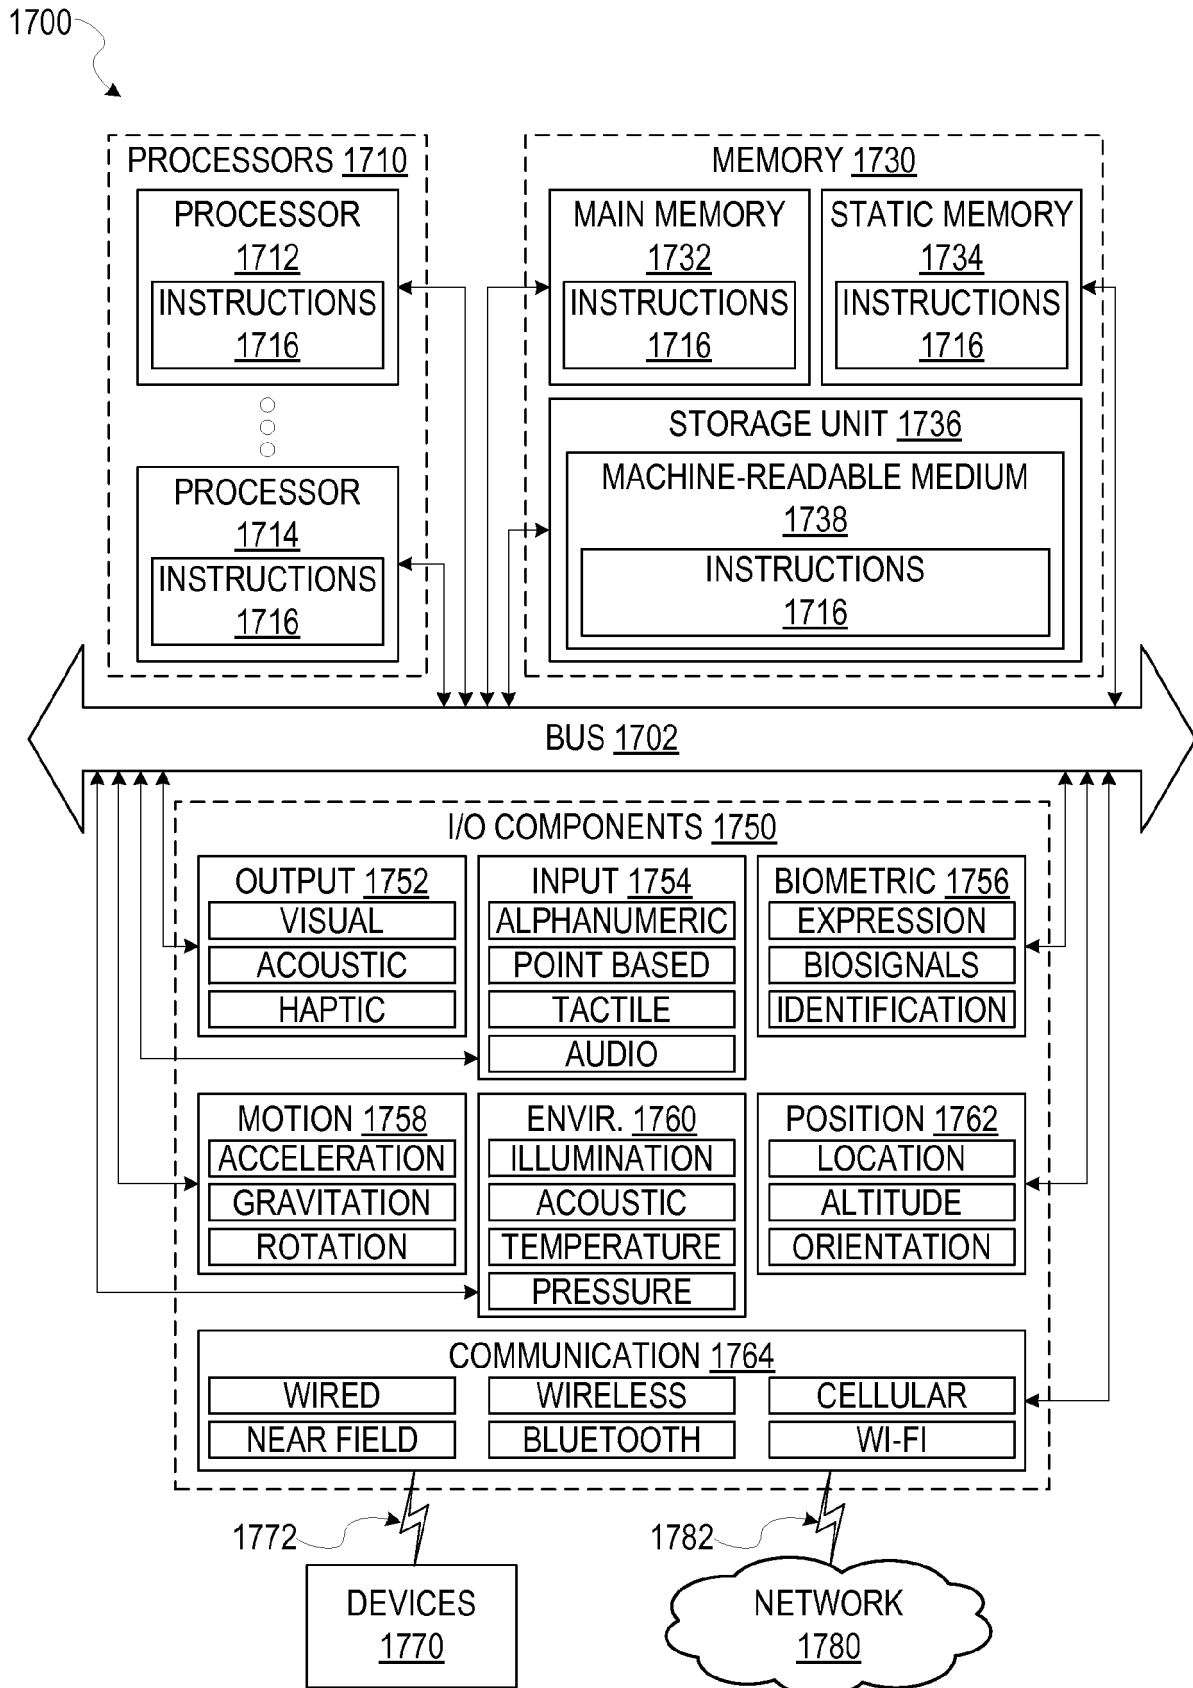 1700
PROCESSORS 1710
PROCESSOR
1712
INSTRUCTIONS
1716
PROCESSOR
1714
INSTRUCTIONS
1716
MEMORY 1730
MAIN MEMORY
1732
INSTRUCTIONS
1716
STATIC MEMORY
1734
INSTRUCTIONS
1716
STORAGE UNIT 1736
MACHINE-READABLE MEDIUM
1738
INSTRUCTIONS
1716
BUS 1702
I/O COMPONENTS 1750
OUTPUT 1752
VISUAL
ACOUSTIC
HAPTIC
INPUT 1754
ALPHANUMERIC
POINT BASED
TACTILE
AUDIO
BIOMETRIC 1756
EXPRESSION
BIOSIGNALS
IDENTIFICATION
MOTION 1758
ACCELERATION
GRAVITATION
ROTATION
ENVIR. 1760
ILLUMINATION
ACOUSTIC
TEMPERATURE
PRESSURE
POSITION 1762
LOCATION
ALTITUDE
ORIENTATION
COMMUNICATION 1764
WIRED
WIRELESS
CELLULAR
NEAR FIELD
BLUETOOTH
WI-FI
1772
1782
DEVICES
1770
NETWORK
1780